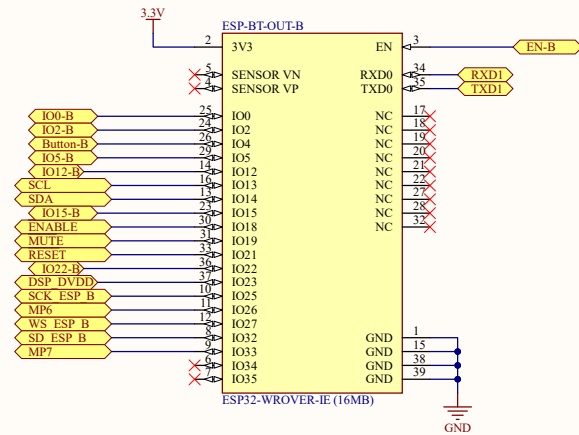 3.3V
ESP-BT-OUT-B
2 3V3 EN 3 EN-B
5 SENSOR VN RXD0 34 RXD1
4 SENSOR VP TXD0 35 TXD1
IO0-B 25 IO0 NC 17
IO2-B 24 IO2 NC 18
Button-B 26 IO4 NC 19
IO5-B 29 IO5 NC 20
IO12-B 14 IO12 NC 21
SCL 16 IO13 NC 22
SDA 13 IO14 NC 27
IO15-B 23 IO15 NC 28
ENABLE 30 IO18 NC 32
MUTE 31 IO19
RESET 33 IO21
IO22-B 36 IO22
DSP_DVDD 37 IO23
SCK_ESP_B 10 IO25
MP6 11 IO26
WS_ESP_B 12 IO27
SD_ESP_B 8 IO32 GND 1
MP7 9 IO33 GND 15
6 IO34 GND 38
7 IO35 GND 39
ESP32-WROVER-IE (16MB)
GND